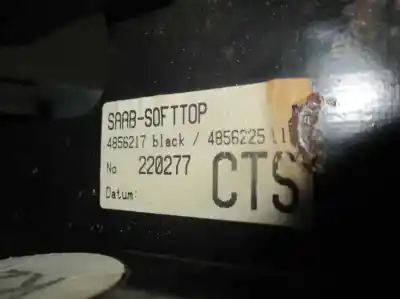 SAAB-SOFTTOP
4856217 black / 4856225
No. 220277
CTS
Datum: